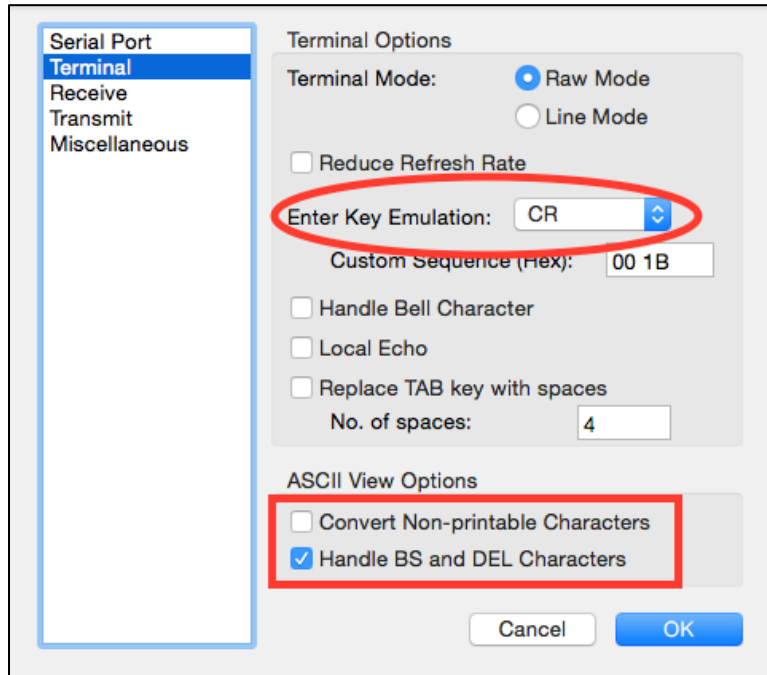 Serial Port
Terminal
Receive
Transmit
Miscellaneous
Terminal Options
Terminal Mode:
Raw Mode
Line Mode
Reduce Refresh Rate
Enter Key Emulation: CR
Custom Sequence (Hex): 00 1B
Handle Bell Character
Local Echo
Replace TAB key with spaces
No. of spaces: 4
ASCII View Options
Convert Non-printable Characters
Handle BS and DEL Characters
Cancel OK